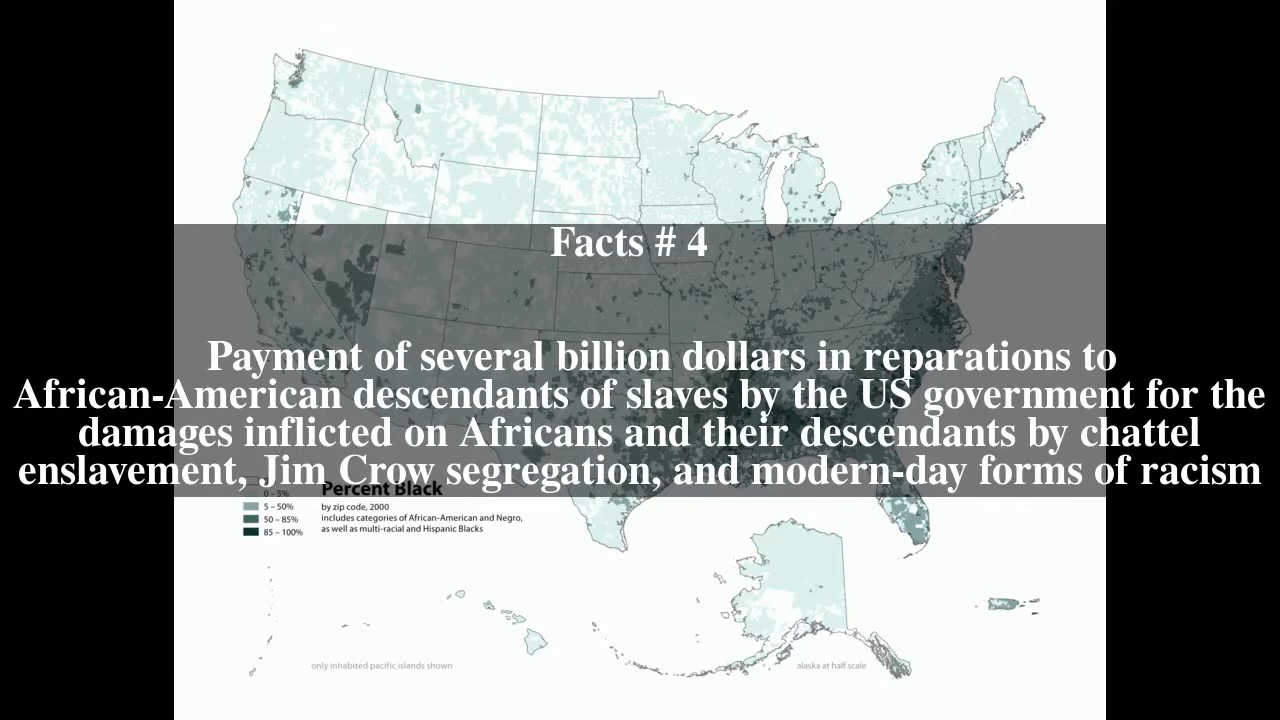 Facts # 4
Payment of several billion dollars in reparations to
African-American descendants of slaves by the US government for the
damages inflicted on Africans and their descendants by chattel
enslavement, Jim Crow segregation, and modern-day forms of racism
Percent Black
by zip code, 2000
includes categories of African-American and Negro,
as well as multi-racial and Hispanic Blacks
0 – 5%
5 – 50%
50 – 85%
85 – 100%
only inhabited pacific islands shown
alaska at half scale